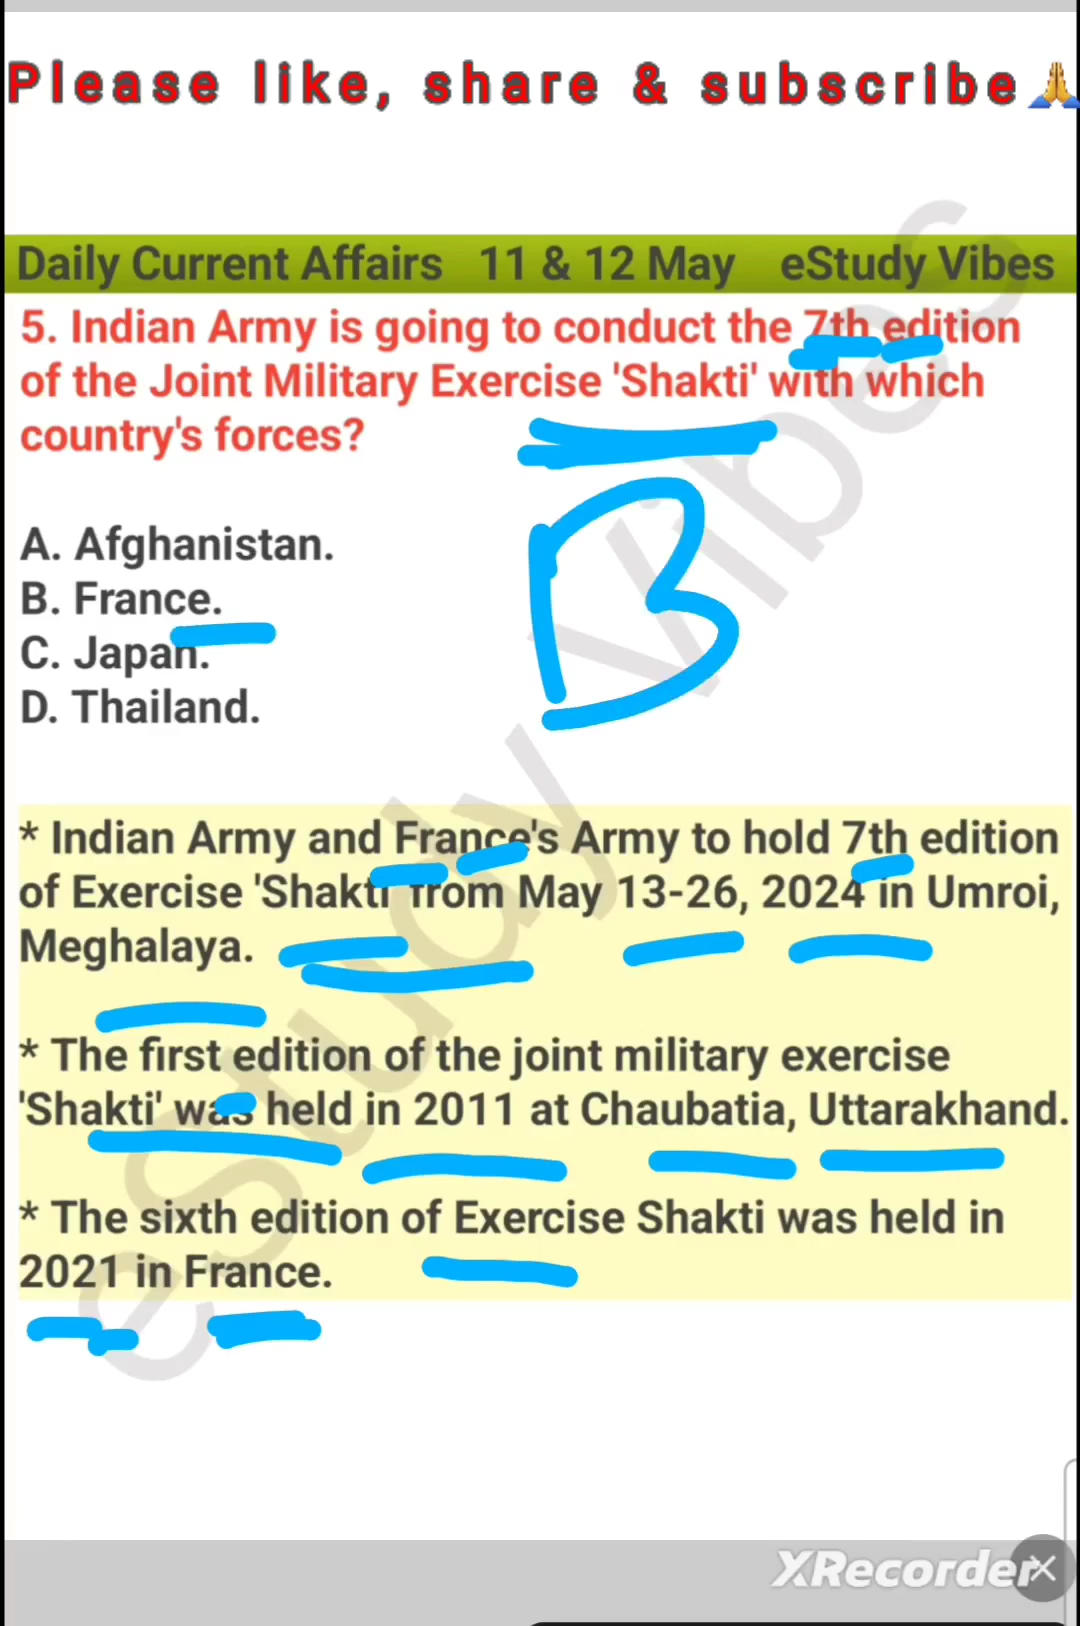 Please like, share & subscribe🙏
Daily Current Affairs 11 & 12 May eStudy Vibes
5. Indian Army is going to conduct the 7th edition
of the Joint Military Exercise 'Shakti' with which
country's forces?
A. Afghanistan.
B. France.
C. Japan.
D. Thailand.
B
* Indian Army and France's Army to hold 7th edition
of Exercise 'Shakti from May 13-26, 2024 in Umroi,
Meghalaya.
* The first edition of the joint military exercise
'Shakti' was held in 2011 at Chaubatia, Uttarakhand.
* The sixth edition of Exercise Shakti was held in
2021 in France.
eStudy Vibes
XRecorder